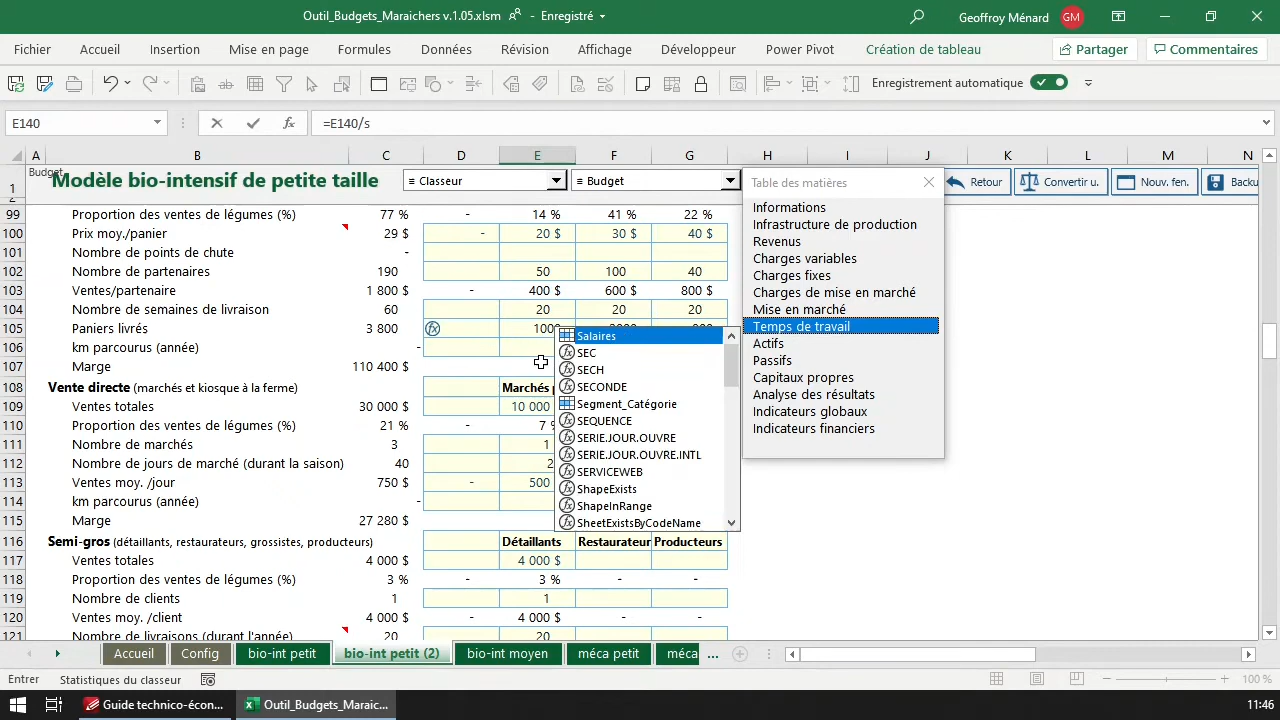 Outil_Budgets_Maraichers v.1.05.xlsm - Enregistré
Geoffroy Ménard GM
Fichier Accueil Insertion Mise en page Formules Données Révision Affichage Développeur Power Pivot Création de tableau Partager Commentaires
Enregistrement automatique
E140 fx =E140/s
A B C D E F G H I J K L M N
Budget
1 Modèle bio-intensif de petite taille ≡ Classeur ≡ Budget Table des matières Retour Convertir u. Nouv. fen. Backu
2
99 Proportion des ventes de légumes (%) 77 % - 14 % 41 % 22 %
100 Prix moy./panier 29 $ - 20 $ 30 $ 40 $
101 Nombre de points de chute -
102 Nombre de partenaires 190 50 100 40
103 Ventes/partenaire 1 800 $ - 400 $ 600 $ 800 $
104 Nombre de semaines de livraison 60 20 20 20
105 Paniers livrés 3 800 fx 1000
106 km parcourus (année) -
107 Marge 110 400 $
108 Vente directe (marchés et kiosque à la ferme) Marchés
109 Ventes totales 30 000 $ 10 000
110 Proportion des ventes de légumes (%) 21 % - 7 %
111 Nombre de marchés 3 1
112 Nombre de jours de marché (durant la saison) 40 2
113 Ventes moy. /jour 750 $ - 500
114 km parcourus (année) -
115 Marge 27 280 $
116 Semi-gros (détaillants, restaurateurs, grossistes, producteurs) Détaillants Restaurateur Producteurs
117 Ventes totales 4 000 $ 4 000 $
118 Proportion des ventes de légumes (%) 3 % - 3 % - -
119 Nombre de clients 1 1
120 Ventes moy. /client 4 000 $ - 4 000 $ - -
121 Nombre de livraisons (durant l'année) 20 20
Salaires
SEC
SECH
SECONDE
Segment_Catégorie
SEQUENCE
SERIE.JOUR.OUVRE
SERIE.JOUR.OUVRE.INTL
SERVICEWEB
ShapeExists
ShapeInRange
SheetExistsByCodeName
Informations
Infrastructure de production
Revenus
Charges variables
Charges fixes
Charges de mise en marché
Mise en marché
Temps de travail
Actifs
Passifs
Capitaux propres
Analyse des résultats
Indicateurs globaux
Indicateurs financiers
Accueil Config bio-int petit bio-int petit (2) bio-int moyen méca petit méca ...
Entrer Statistiques du classeur 100 %
Guide technico-écon... Outil_Budgets_Maraic... 11:46